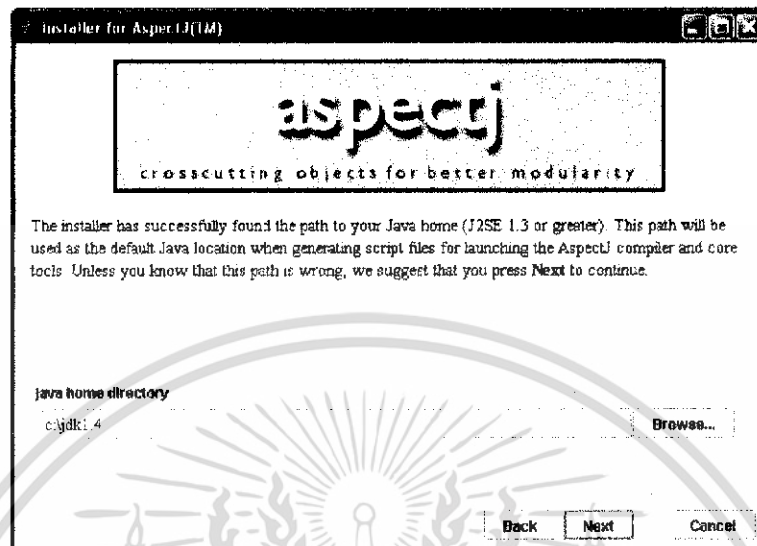 Installer for AspectJ(TM)
aspectj
crosscutting objects for better modularity
The installer has successfully found the path to your Java home (J2SE 1.3 or greater). This path will
be used as the default Java location when generating script files for launching the AspectJ compiler and core
tools. Unless you know that this path is wrong, we suggest that you press Next to continue.
java home directory
c:\jdk1.4
Browse...
Back
Next
Cancel